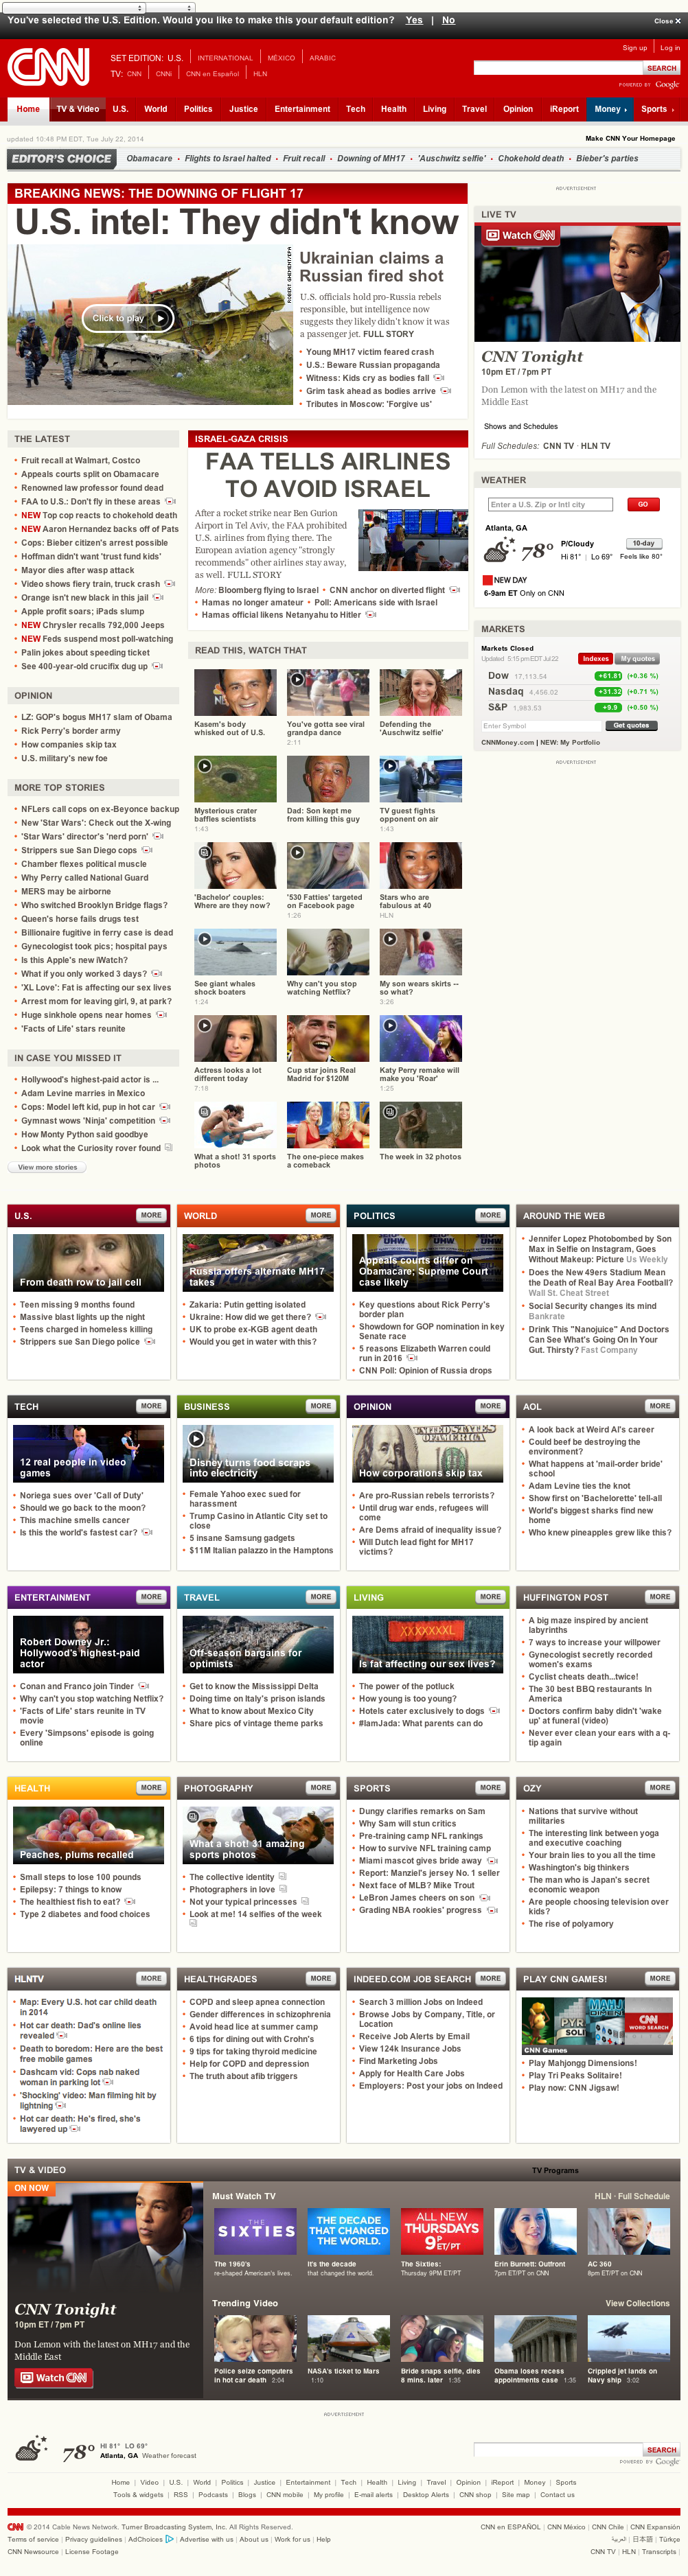 You've selected the U.S. Edition. Would you like to make this your default edition? Yes | No
Close X
CNN
SET EDITION: U.S. INTERNATIONAL MÉXICO ARABIC
TV: CNN CNNi CNN en Español HLN
Sign up Log in
SEARCH
POWERED BY Google
Home TV & Video U.S. World Politics Justice Entertainment Tech Health Living Travel Opinion iReport Money Sports
updated 10:48 PM EDT, Tue July 22, 2014
Make CNN Your Homepage
EDITOR'S CHOICE Obamacare • Flights to Israel halted • Fruit recall • Downing of MH17 • 'Auschwitz selfie' • Chokehold death • Bieber's parties
BREAKING NEWS: THE DOWNING OF FLIGHT 17
U.S. intel: They didn't know
Click to play
ROBERT GHEMENT/EPA
Ukrainian claims a
Russian fired shot
U.S. officials hold pro-Russia rebels
responsible, but intelligence now
suggests they likely didn't know it was
a passenger jet. FULL STORY
Young MH17 victim feared crash
U.S.: Beware Russian propaganda
Witness: Kids cry as bodies fall
Grim task ahead as bodies arrive
Tributes in Moscow: 'Forgive us'
ADVERTISEMENT
LIVE TV
Watch CNN
CNN Tonight
10pm ET / 7pm PT
Don Lemon with the latest on MH17 and the
Middle East
Shows and Schedules
Full Schedules: CNN TV · HLN TV
WEATHER
Enter a U.S. Zip or Intl city GO
Atlanta, GA
78° P/Cloudy 10-day
Hi 81° | Lo 69° Feels like 80°
NEW DAY
6-9am ET Only on CNN
MARKETS
Markets Closed
Updated 5:15pm EDT Jul 22 Indexes My quotes
Dow 17,113.54 +61.81 (+0.36 %)
Nasdaq 4,456.02 +31.32 (+0.71 %)
S&P 1,983.53 +9.9 (+0.50 %)
Enter Symbol Get quotes
CNNMoney.com | NEW: My Portfolio
ADVERTISEMENT
THE LATEST
Fruit recall at Walmart, Costco
Appeals courts split on Obamacare
Renowned law professor found dead
FAA to U.S.: Don't fly in these areas
NEW Top cop reacts to chokehold death
NEW Aaron Hernandez backs off of Pats
Cops: Bieber citizen's arrest possible
Hoffman didn't want 'trust fund kids'
Mayor dies after wasp attack
Video shows fiery train, truck crash
Orange isn't new black in this jail
Apple profit soars; iPads slump
NEW Chrysler recalls 792,000 Jeeps
NEW Feds suspend most poll-watching
Palin jokes about speeding ticket
See 400-year-old crucifix dug up
OPINION
LZ: GOP's bogus MH17 slam of Obama
Rick Perry's border army
How companies skip tax
U.S. military's new foe
MORE TOP STORIES
NFLers call cops on ex-Beyonce backup
New 'Star Wars': Check out the X-wing
'Star Wars' director's 'nerd porn'
Strippers sue San Diego cops
Chamber flexes political muscle
Why Perry called National Guard
MERS may be airborne
Who switched Brooklyn Bridge flags?
Queen's horse fails drugs test
Billionaire fugitive in ferry case is dead
Gynecologist took pics; hospital pays
Is this Apple's new iWatch?
What if you only worked 3 days?
'XL Love': Fat is affecting our sex lives
Arrest mom for leaving girl, 9, at park?
Huge sinkhole opens near homes
'Facts of Life' stars reunite
IN CASE YOU MISSED IT
Hollywood's highest-paid actor is ...
Adam Levine marries in Mexico
Cops: Model left kid, pup in hot car
Gymnast wows 'Ninja' competition
How Monty Python said goodbye
Look what the Curiosity rover found
View more stories
ISRAEL-GAZA CRISIS
FAA TELLS AIRLINES
TO AVOID ISRAEL
After a rocket strike near Ben Gurion
Airport in Tel Aviv, the FAA prohibited
U.S. airlines from flying there. The
European aviation agency "strongly
recommends" other airlines stay away,
as well. FULL STORY
More: Bloomberg flying to Israel • CNN anchor on diverted flight
• Hamas no longer amateur • Poll: Americans side with Israel
• Hamas official likens Netanyahu to Hitler
READ THIS, WATCH THAT
Kasem's body
whisked out of U.S.
You've gotta see viral
grandpa dance
2:11
Defending the
'Auschwitz selfie'
Mysterious crater
baffles scientists
1:43
Dad: Son kept me
from killing this guy
TV guest fights
opponent on air
1:43
'Bachelor' couples:
Where are they now?
'530 Fatties' targeted
on Facebook page
1:26
Stars who are
fabulous at 40
HLN
See giant whales
shock boaters
1:24
Why can't you stop
watching Netflix?
My son wears skirts --
so what?
3:26
Actress looks a lot
different today
7:18
Cup star joins Real
Madrid for $120M
Katy Perry remake will
make you 'Roar'
1:25
What a shot! 31 sports
photos
The one-piece makes
a comeback
The week in 32 photos
U.S. MORE
From death row to jail cell
Teen missing 9 months found
Massive blast lights up the night
Teens charged in homeless killing
Strippers sue San Diego police
WORLD MORE
Russia offers alternate MH17
takes
Zakaria: Putin getting isolated
Ukraine: How did we get there?
UK to probe ex-KGB agent death
Would you get in water with this?
POLITICS MORE
Appeals courts differ on
Obamacare; Supreme Court
case likely
Key questions about Rick Perry's
border plan
Showdown for GOP nomination in key
Senate race
5 reasons Elizabeth Warren could
run in 2016
CNN Poll: Opinion of Russia drops
AROUND THE WEB
Jennifer Lopez Photobombed by Son
Max in Selfie on Instagram, Goes
Without Makeup: Picture Us Weekly
Does the New 49ers Stadium Mean
the Death of Real Bay Area Football?
Wall St. Cheat Street
Social Security changes its mind
Bankrate
Drink This "Nanojuice" And Doctors
Can See What's Going On In Your
Gut. Thirsty? Fast Company
TECH MORE
12 real people in video
games
Noriega sues over 'Call of Duty'
Should we go back to the moon?
This machine smells cancer
Is this the world's fastest car?
BUSINESS MORE
Disney turns food scraps
into electricity
Female Yahoo exec sued for
harassment
Trump Casino in Atlantic City set to
close
5 insane Samsung gadgets
$11M Italian palazzo in the Hamptons
OPINION MORE
How corporations skip tax
Are pro-Russian rebels terrorists?
Until drug war ends, refugees will
come
Are Dems afraid of inequality issue?
Will Dutch lead fight for MH17
victims?
AOL MORE
A look back at Weird Al's career
Could beef be destroying the
environment?
What happens at 'mail-order bride'
school
Adam Levine ties the knot
Show first on 'Bachelorette' tell-all
World's biggest sharks find new
home
Who knew pineapples grew like this?
ENTERTAINMENT MORE
Robert Downey Jr.:
Hollywood's highest-paid
actor
Conan and Franco join Tinder
Why can't you stop watching Netflix?
'Facts of Life' stars reunite in TV
movie
Every 'Simpsons' episode is going
online
TRAVEL MORE
Off-season bargains for
optimists
Get to know the Mississippi Delta
Doing time on Italy's prison islands
What to know about Mexico City
Share pics of vintage theme parks
LIVING MORE
XXXXXXXL
Is fat affecting our sex lives?
The power of the potluck
How young is too young?
Hotels cater exclusively to dogs
#IamJada: What parents can do
HUFFINGTON POST MORE
A big maze inspired by ancient
labyrinths
7 ways to increase your willpower
Gynecologist secretly recorded
women's exams
Cyclist cheats death...twice!
The 30 best BBQ restaurants In
America
Doctors confirm baby didn't 'wake
up' at funeral (video)
Never ever clean your ears with a q-
tip again
HEALTH MORE
Peaches, plums recalled
Small steps to lose 100 pounds
Epilepsy: 7 things to know
The healthiest fish to eat?
Type 2 diabetes and food choices
PHOTOGRAPHY MORE
What a shot! 31 amazing
sports photos
The collective identity
Photographers in love
Not your typical princesses
Look at me! 14 selfies of the week
SPORTS MORE
Dungy clarifies remarks on Sam
Why Sam will stun critics
Pre-training camp NFL rankings
How to survive NFL training camp
Miami mascot gives bride away
Report: Manziel's jersey No. 1 seller
Next face of MLB? Mike Trout
LeBron James cheers on son
Grading NBA rookies' progress
OZY MORE
Nations that survive without
militaries
The interesting link between yoga
and executive coaching
Your brain lies to you all the time
Washington's big thinkers
The man who is Japan's secret
economic weapon
Are people choosing television over
kids?
The rise of polyamory
HLNTV MORE
Map: Every U.S. hot car child death
in 2014
Hot car death: Dad's online lies
revealed
Death to boredom: Here are the best
free mobile games
Dashcam vid: Cops nab naked
woman in parking lot
'Shocking' video: Man filming hit by
lightning
Hot car death: He's fired, she's
lawyered up
HEALTHGRADES MORE
COPD and sleep apnea connection
Gender differences in schizophrenia
Avoid head lice at summer camp
6 tips for dining out with Crohn's
9 tips for taking thyroid medicine
Help for COPD and depression
The truth about afib triggers
INDEED.COM JOB SEARCH MORE
Search 3 million Jobs on Indeed
Browse Jobs by Company, Title, or
Location
Receive Job Alerts by Email
View 124k Insurance Jobs
Find Marketing Jobs
Apply for Health Care Jobs
Employers: Post your jobs on Indeed
PLAY CNN GAMES! MORE
CNN WORD SEARCH
CNN Games
Play Mahjongg Dimensions!
Play Tri Peaks Solitaire!
Play now: CNN Jigsaw!
TV & VIDEO TV Programs
ON NOW
CNN Tonight
10pm ET / 7pm PT
Don Lemon with the latest on MH17 and the
Middle East
Watch CNN
Must Watch TV HLN · Full Schedule
THE SIXTIES
THE DECADE THAT CHANGED THE WORLD.
ALL NEW THURSDAYS 9P ET/PT
The 1960's
re-shaped American's lives.
It's the decade
that changed the world.
The Sixties:
Thursday 9PM ET/PT
Erin Burnett: Outfront
7pm ET/PT on CNN
AC 360
8pm ET/PT on CNN
Trending Video View Collections
Police seize computers
in hot car death 2:04
NASA's ticket to Mars
1:10
Bride snaps selfie, dies
8 mins. later 1:35
Obama loses recess
appointments case 1:35
Crippled jet lands on
Navy ship 3:02
ADVERTISEMENT
78° HI 81° LO 69°
Atlanta, GA Weather forecast
SEARCH
POWERED BY Google
Home | Video | U.S. | World | Politics | Justice | Entertainment | Tech | Health | Living | Travel | Opinion | iReport | Money | Sports
Tools & widgets | RSS | Podcasts | Blogs | CNN mobile | My profile | E-mail alerts | Desktop Alerts | CNN shop | Site map | Contact us
CNN © 2014 Cable News Network. Turner Broadcasting System, Inc. All Rights Reserved.
Terms of service | Privacy guidelines | AdChoices | Advertise with us | About us | Work for us | Help
CNN Newsource | License Footage
CNN en ESPAÑOL | CNN México | CNN Chile | CNN Expansión
العربية | 日本語 | Türkçe
CNN TV | HLN | Transcripts |